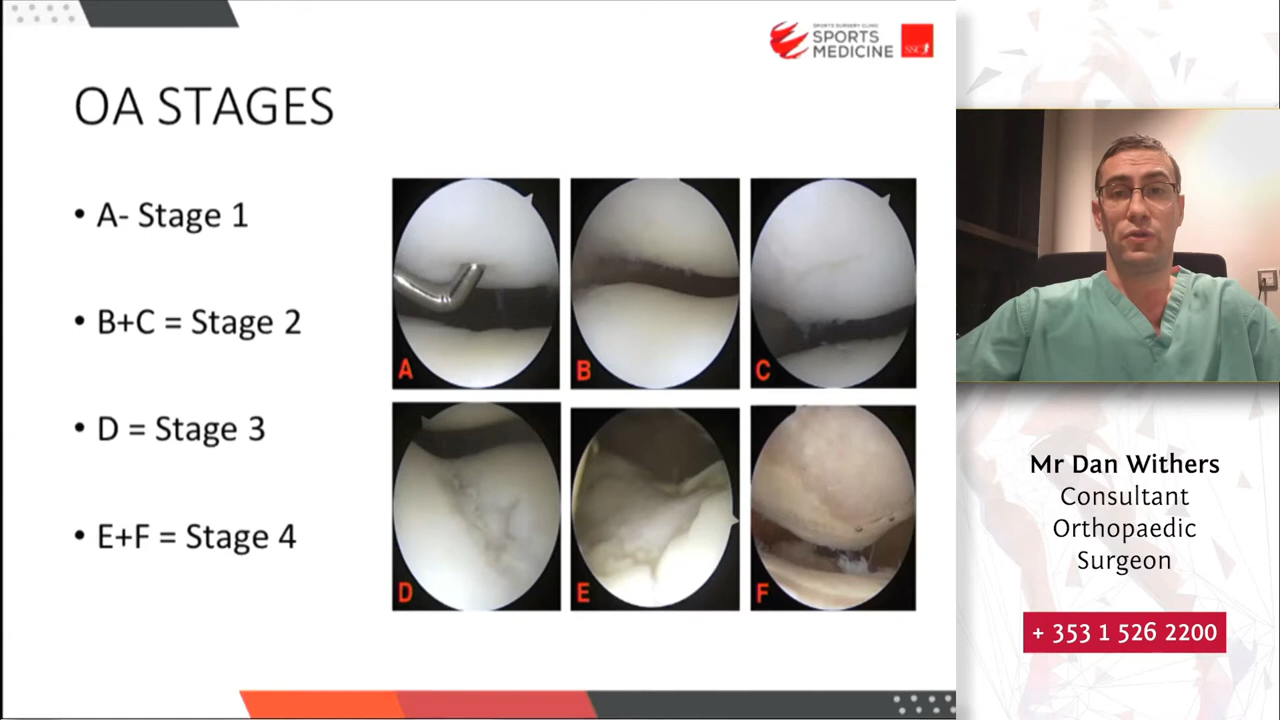 SPORTS SURGERY CLINIC
SPORTS
MEDICINE
SSC
OA STAGES
• A- Stage 1
• B+C = Stage 2
• D = Stage 3
• E+F = Stage 4
A
B
C
D
E
F
Mr Dan Withers
Consultant
Orthopaedic
Surgeon
+ 353 1 526 2200